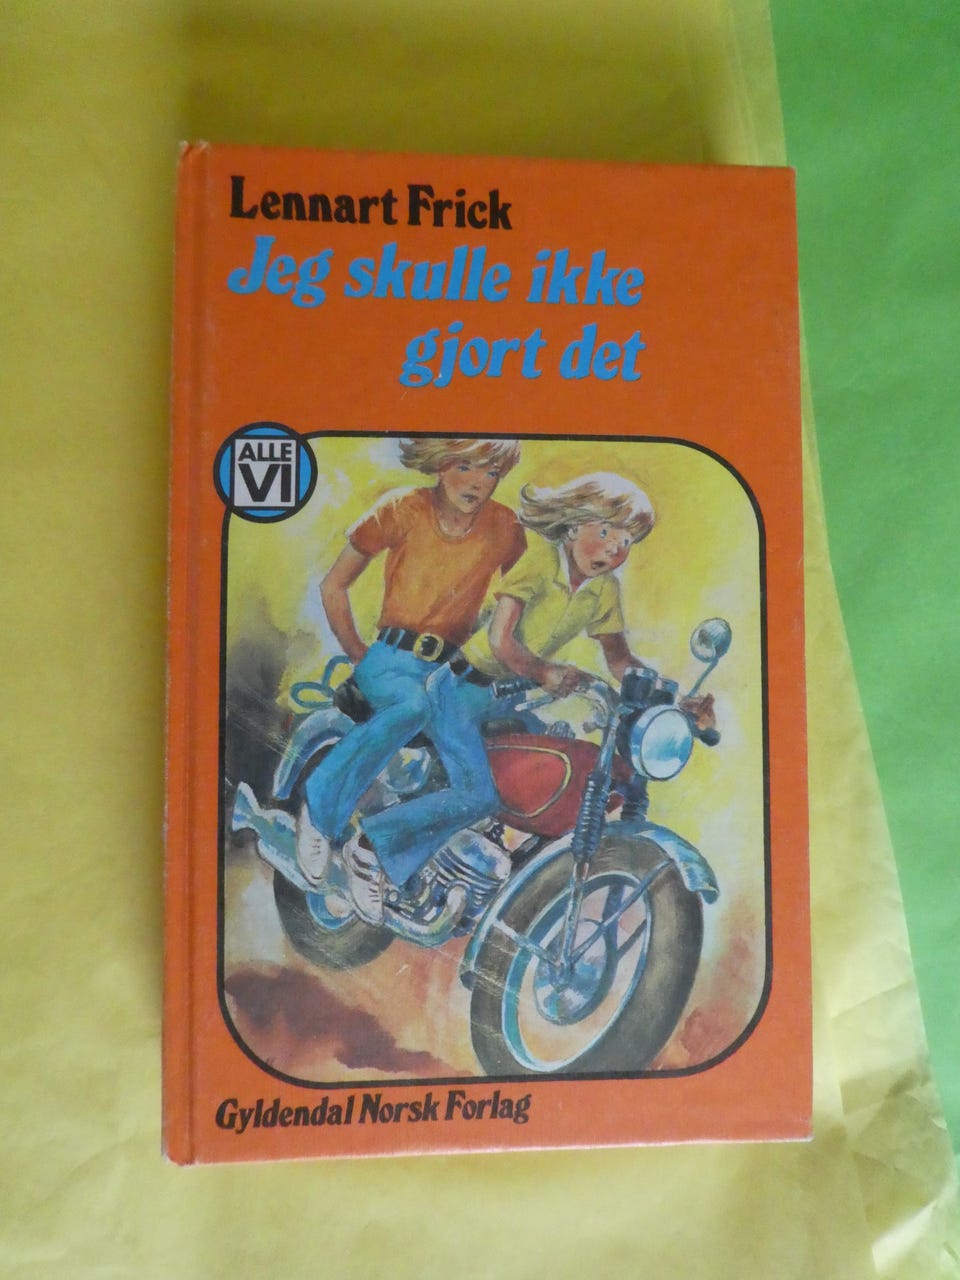 Lennart Frick
Jeg skulle ikke
gjort det
ALLE
VI
Gyldendal Norsk Forlag